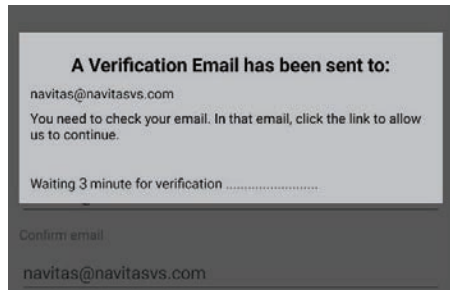 A Verification Email has been sent to:
navitas@navitasvs.com
You need to check your email. In that email, click the link to allow
us to continue.
Waiting 3 minute for verification ........................
Confirm email
navitas@navitasvs.com